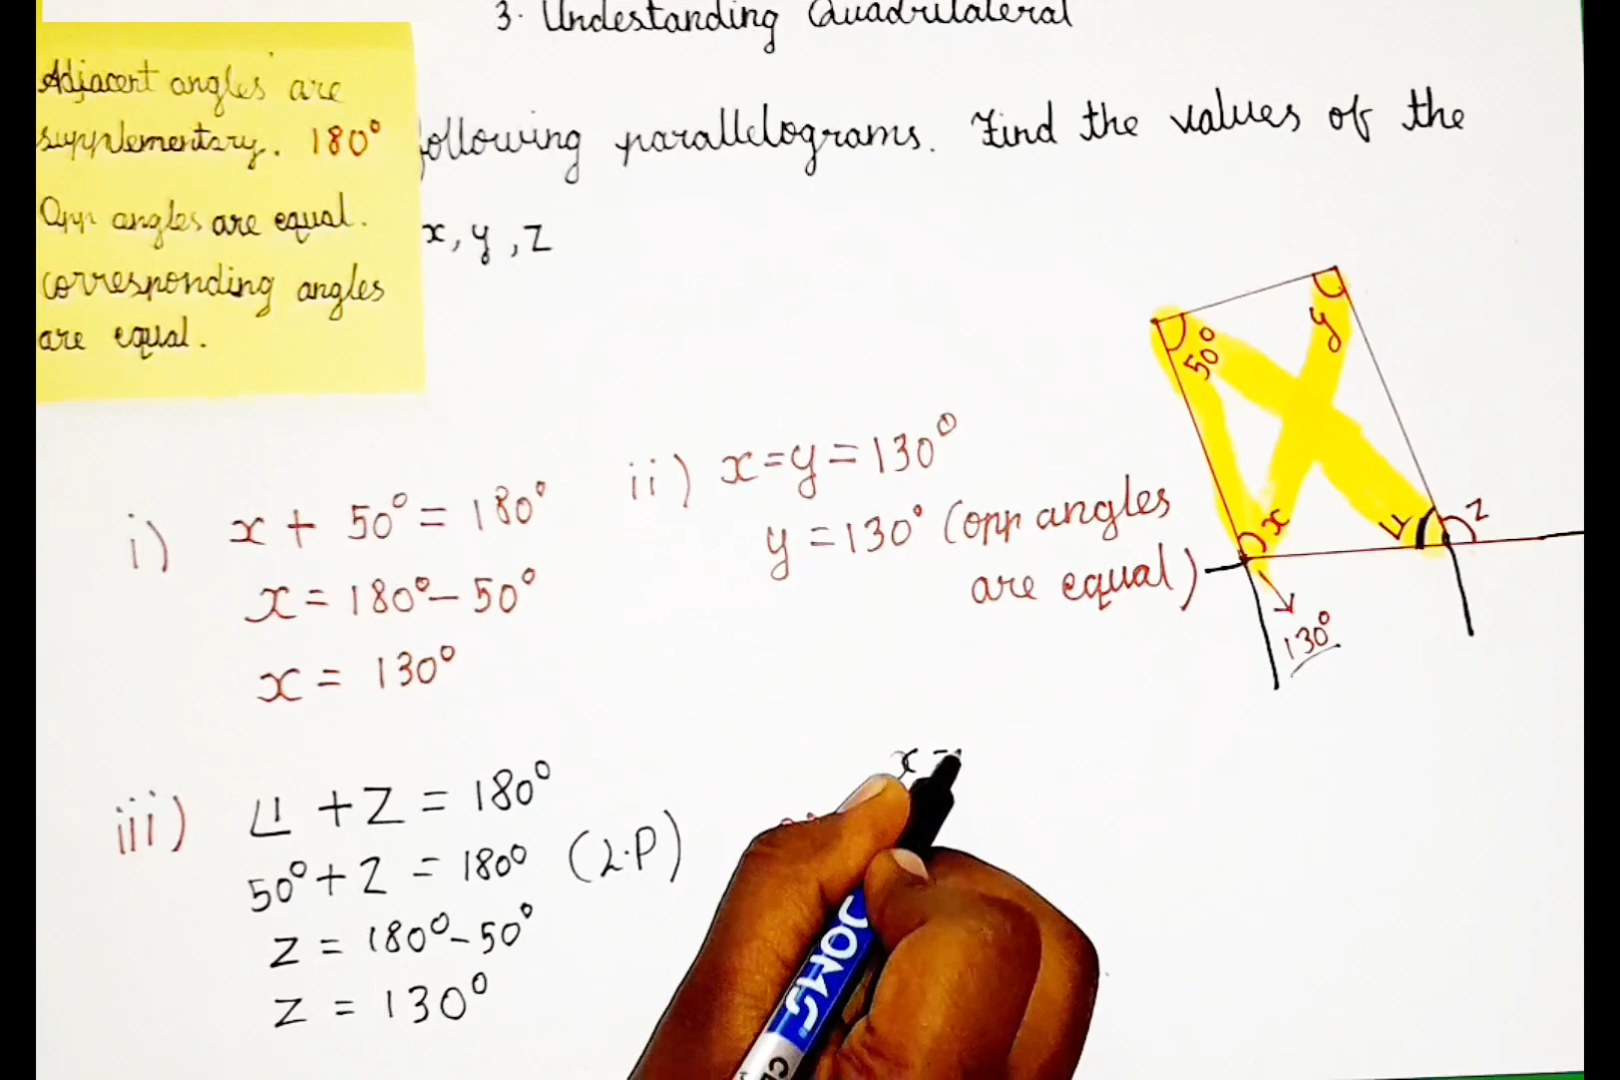 3. Undestanding Quadrilateral
Adjacent angles are
supplementary. 180°
Opp angles are equal.
corresponding angles
are equal.
following parallelograms. Find the values of the
x, y, z
50°
y
x
z
130°
i) x + 50° = 180°
x = 180° - 50°
x = 130°
ii) x = y = 130°
y = 130° (opp angles
are equal)
iii) +z = 180°
50° + z = 180° (L.P)
z = 180° - 50°
z = 130°
x =